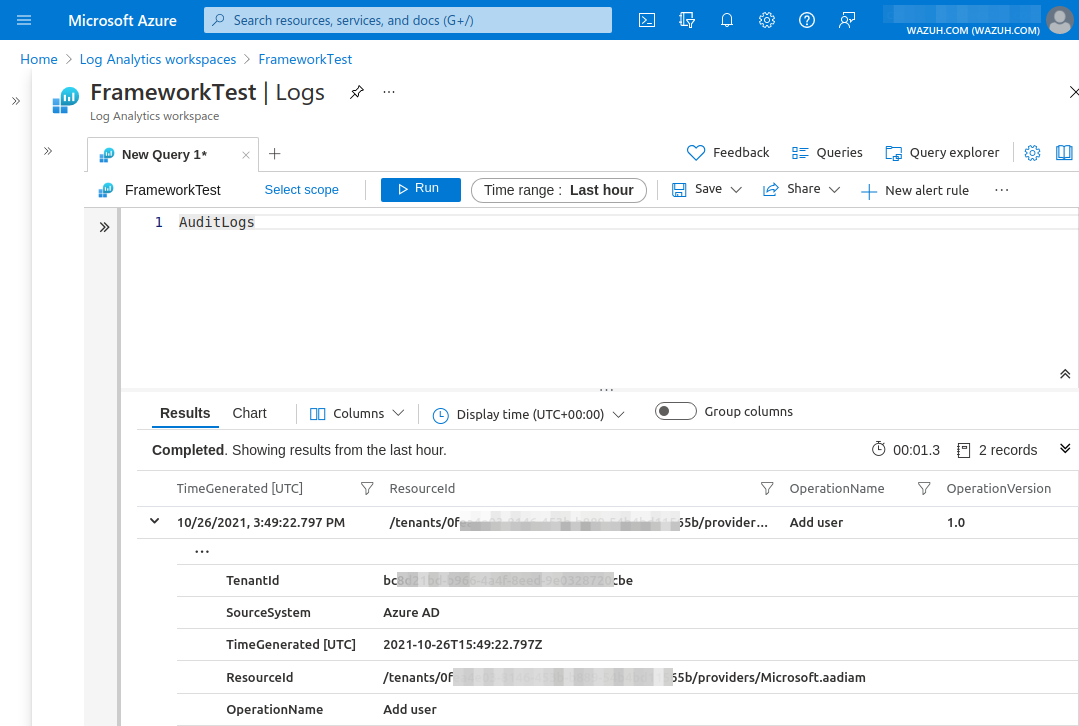 Microsoft Azure
Search resources, services, and docs (G+/)
WAZUH.COM (WAZUH.COM)
Home > Log Analytics workspaces > FrameworkTest
FrameworkTest | Logs
Log Analytics workspace
New Query 1*
Feedback Queries Query explorer
FrameworkTest Select scope Run Time range : Last hour Save Share New alert rule
1 AuditLogs
Results Chart Columns Display time (UTC+00:00) Group columns
Completed. Showing results from the last hour. 00:01.3 2 records
TimeGenerated [UTC] ResourceId OperationName OperationVersion
10/26/2021, 3:49:22.797 PM /tenants/0f 65b/provider... Add user 1.0
...
TenantId bc cbe
SourceSystem Azure AD
TimeGenerated [UTC] 2021-10-26T15:49:22.797Z
ResourceId /tenants/0f 65b/providers/Microsoft.aadiam
OperationName Add user